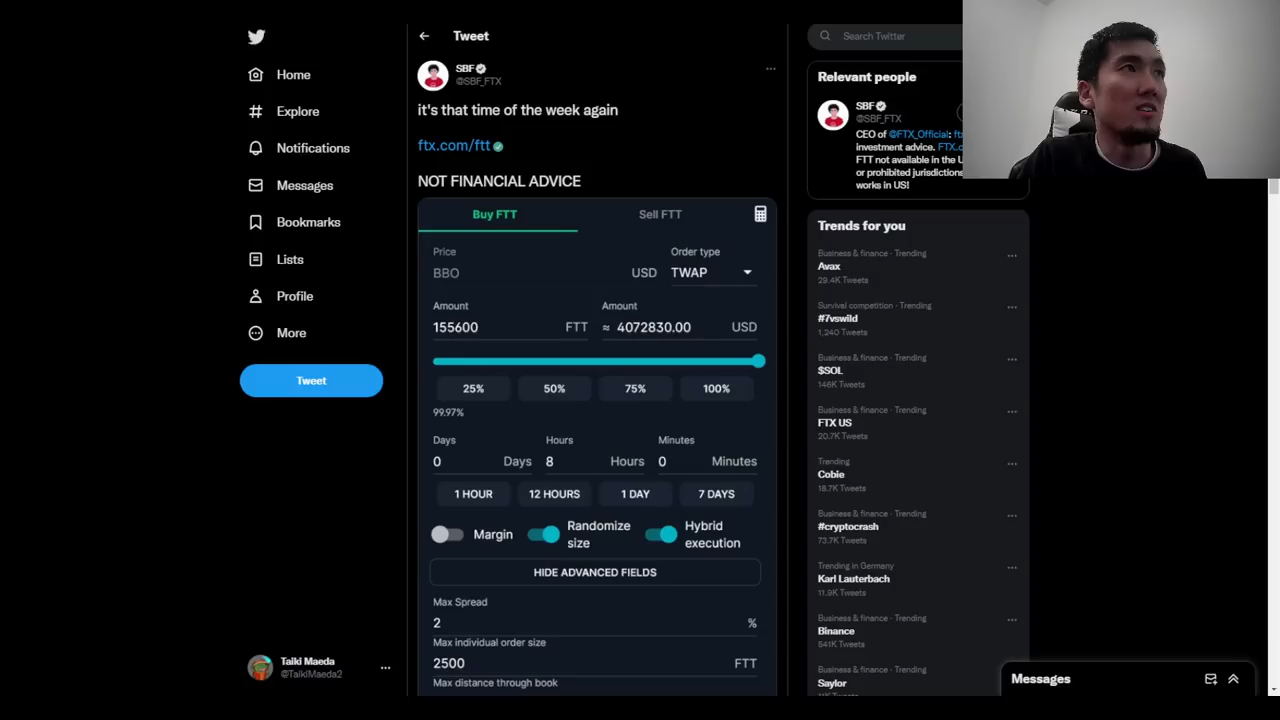 Home
Explore
Notifications
Messages
Bookmarks
Lists
Profile
More
Tweet
Taiki Maeda
@TaikiMaeda2
Tweet
SBF
@SBF_FTX
it's that time of the week again
ftx.com/ftt
NOT FINANCIAL ADVICE
Buy FTT Sell FTT
Price Order type
BBO USD TWAP
Amount Amount
155600 FTT ≈ 4072830.00 USD
25% 50% 75% 100%
99.97%
Days Hours Minutes
0 Days 8 Hours 0 Minutes
1 HOUR 12 HOURS 1 DAY 7 DAYS
Margin Randomize size Hybrid execution
HIDE ADVANCED FIELDS
Max Spread
2 %
Max individual order size
2500 FTT
Max distance through book
Search Twitter
Relevant people
SBF
@SBF_FTX
CEO of @FTX_Official:
investment advice.
FTT not available in the
or prohibited jurisdictions
works in US!
Trends for you
Business & finance · Trending
Avax
29.4K Tweets
Survival competition · Trending
#7vswild
1,240 Tweets
Business & finance · Trending
$SOL
146K Tweets
Business & finance · Trending
FTX US
20.7K Tweets
Trending
Cobie
18.7K Tweets
Business & finance · Trending
#cryptocrash
73.7K Tweets
Trending in Germany
Karl Lauterbach
11.9K Tweets
Business & finance · Trending
Binance
541K Tweets
Business & finance · Trending
Saylor
Messages